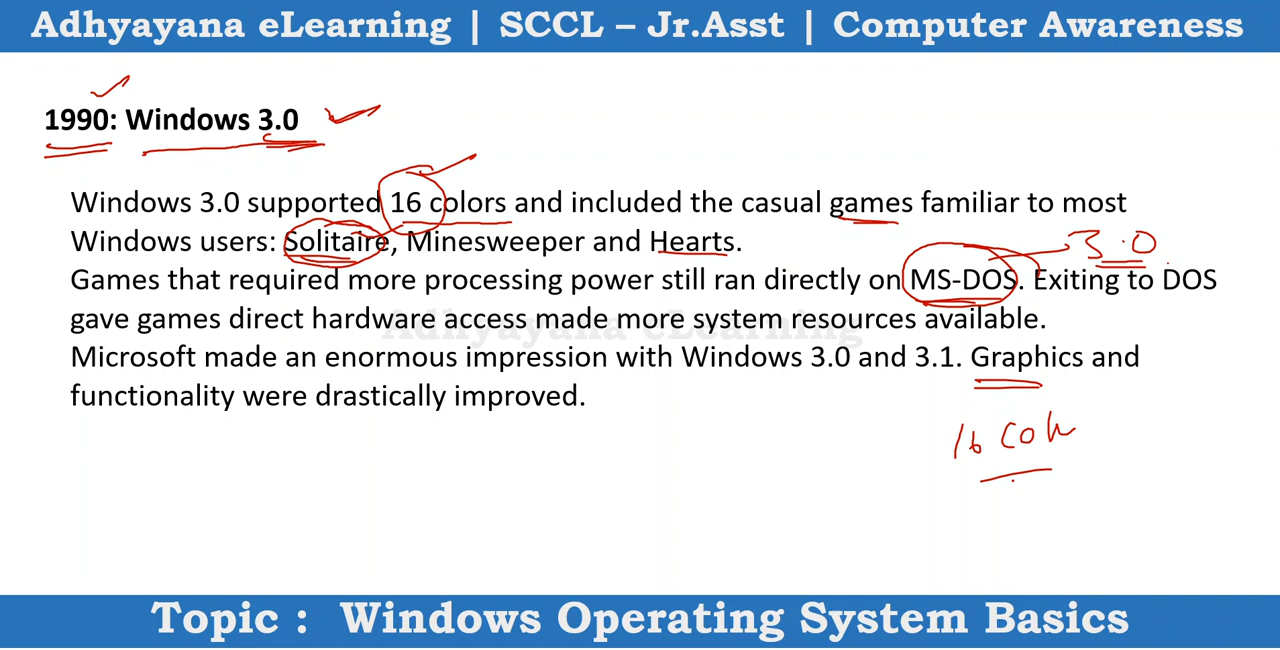 Adhyayana eLearning | SCCL – Jr.Asst | Computer Awareness
1990: Windows 3.0
Windows 3.0 supported 16 colors and included the casual games familiar to most
Windows users: Solitaire, Minesweeper and Hearts.
3.0
Games that required more processing power still ran directly on MS-DOS. Exiting to DOS
gave games direct hardware access made more system resources available.
Adhyayana eLearning
Microsoft made an enormous impression with Windows 3.0 and 3.1. Graphics and
functionality were drastically improved.
16
Topic : Windows Operating System Basics